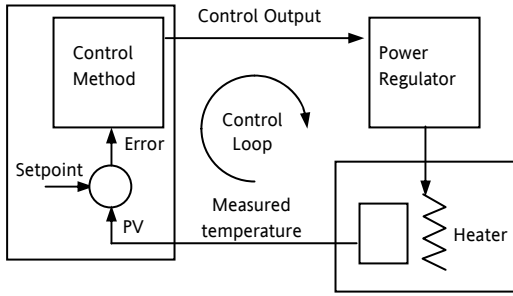 Control Output
Control
Method
Power
Regulator
Error
Control
Loop
Setpoint
PV
Measured
temperature
Heater